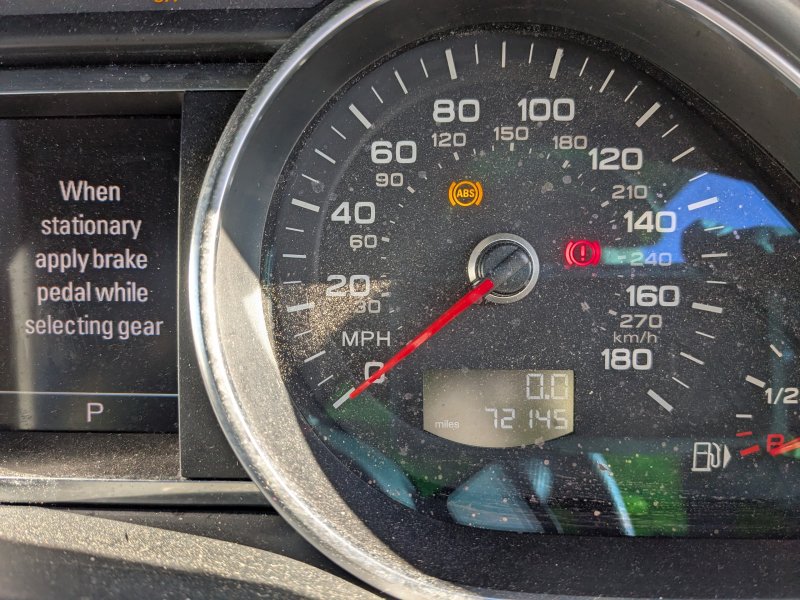 When
stationary
apply brake
pedal while
selecting gear
P
80
100
120
150
180
60
90
120
210
40
60
140
240
20
30
160
270
km/h
MPH
0
180
ABS
!
0.0
miles 72145
1/2
R